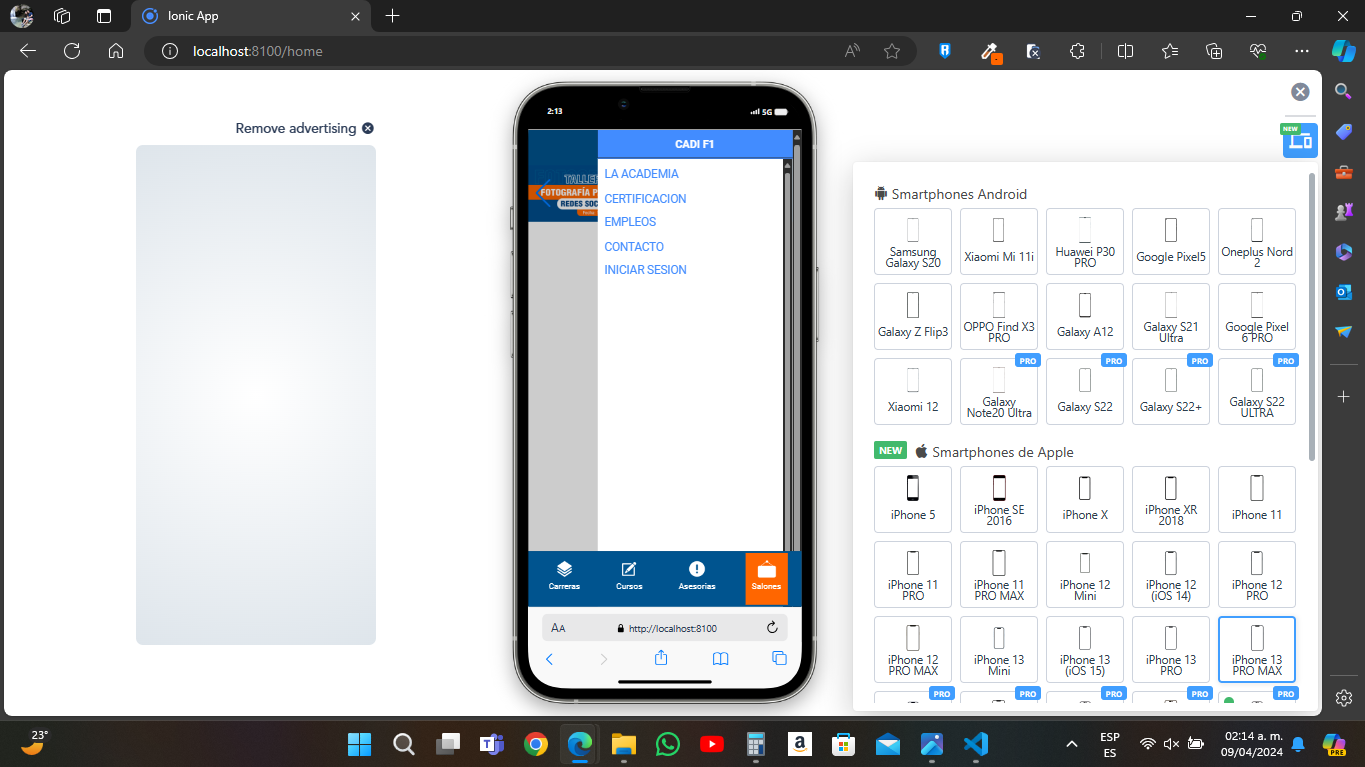 Ionic App
localhost:8100/home
Remove advertising
2:13
5G
CADI F1
TALLER
FOTOGRAFÍA P
REDES SOC
LA ACADEMIA
CERTIFICACION
EMPLEOS
CONTACTO
INICIAR SESION
Carreras
Cursos
Asesorias
Salones
AA
http://localhost:8100
NEW
Smartphones Android
Samsung
Galaxy S20
Xiaomi Mi 11i
Huawei P30
PRO
Google Pixel5
Oneplus Nord
2
Galaxy Z Flip3
OPPO Find X3
PRO
Galaxy A12
Galaxy S21
Ultra
Google Pixel
6 PRO
Xiaomi 12
PRO
Galaxy
Note20 Ultra
PRO
Galaxy S22
PRO
Galaxy S22+
PRO
Galaxy S22
ULTRA
NEW
Smartphones de Apple
iPhone 5
iPhone SE
2016
iPhone X
iPhone XR
2018
iPhone 11
iPhone 11
PRO
iPhone 11
PRO MAX
iPhone 12
Mini
iPhone 12
(iOS 14)
iPhone 12
PRO
iPhone 12
PRO MAX
iPhone 13
Mini
iPhone 13
(iOS 15)
iPhone 13
PRO
iPhone 13
PRO MAX
PRO
PRO
PRO
PRO
PRO
23°
ESP
ES
02:14 a. m.
09/04/2024
PRE